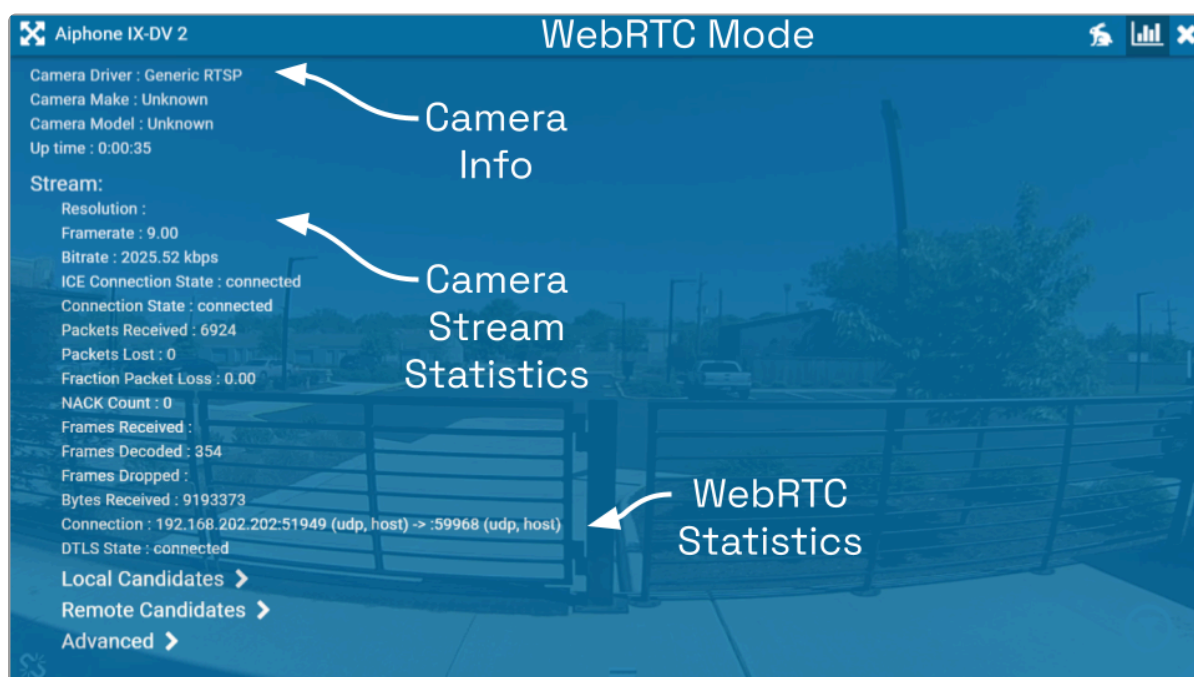 Aiphone IX-DV 2
WebRTC Mode
Camera Driver : Generic RTSP
Camera Make : Unknown
Camera Model : Unknown
Up time : 0:00:35
Camera
Info
Stream:
Resolution :
Framerate : 9.00
Bitrate : 2025.52 kbps
ICE Connection State : connected
Connection State : connected
Packets Received : 6924
Packets Lost : 0
Fraction Packet Loss : 0.00
NACK Count : 0
Frames Received :
Frames Decoded : 354
Frames Dropped :
Bytes Received : 9193373
Connection : 192.168.202.202:51949 (udp, host) -> :59968 (udp, host)
DTLS State : connected
Camera
Stream
Statistics
WebRTC
Statistics
Local Candidates
Remote Candidates
Advanced